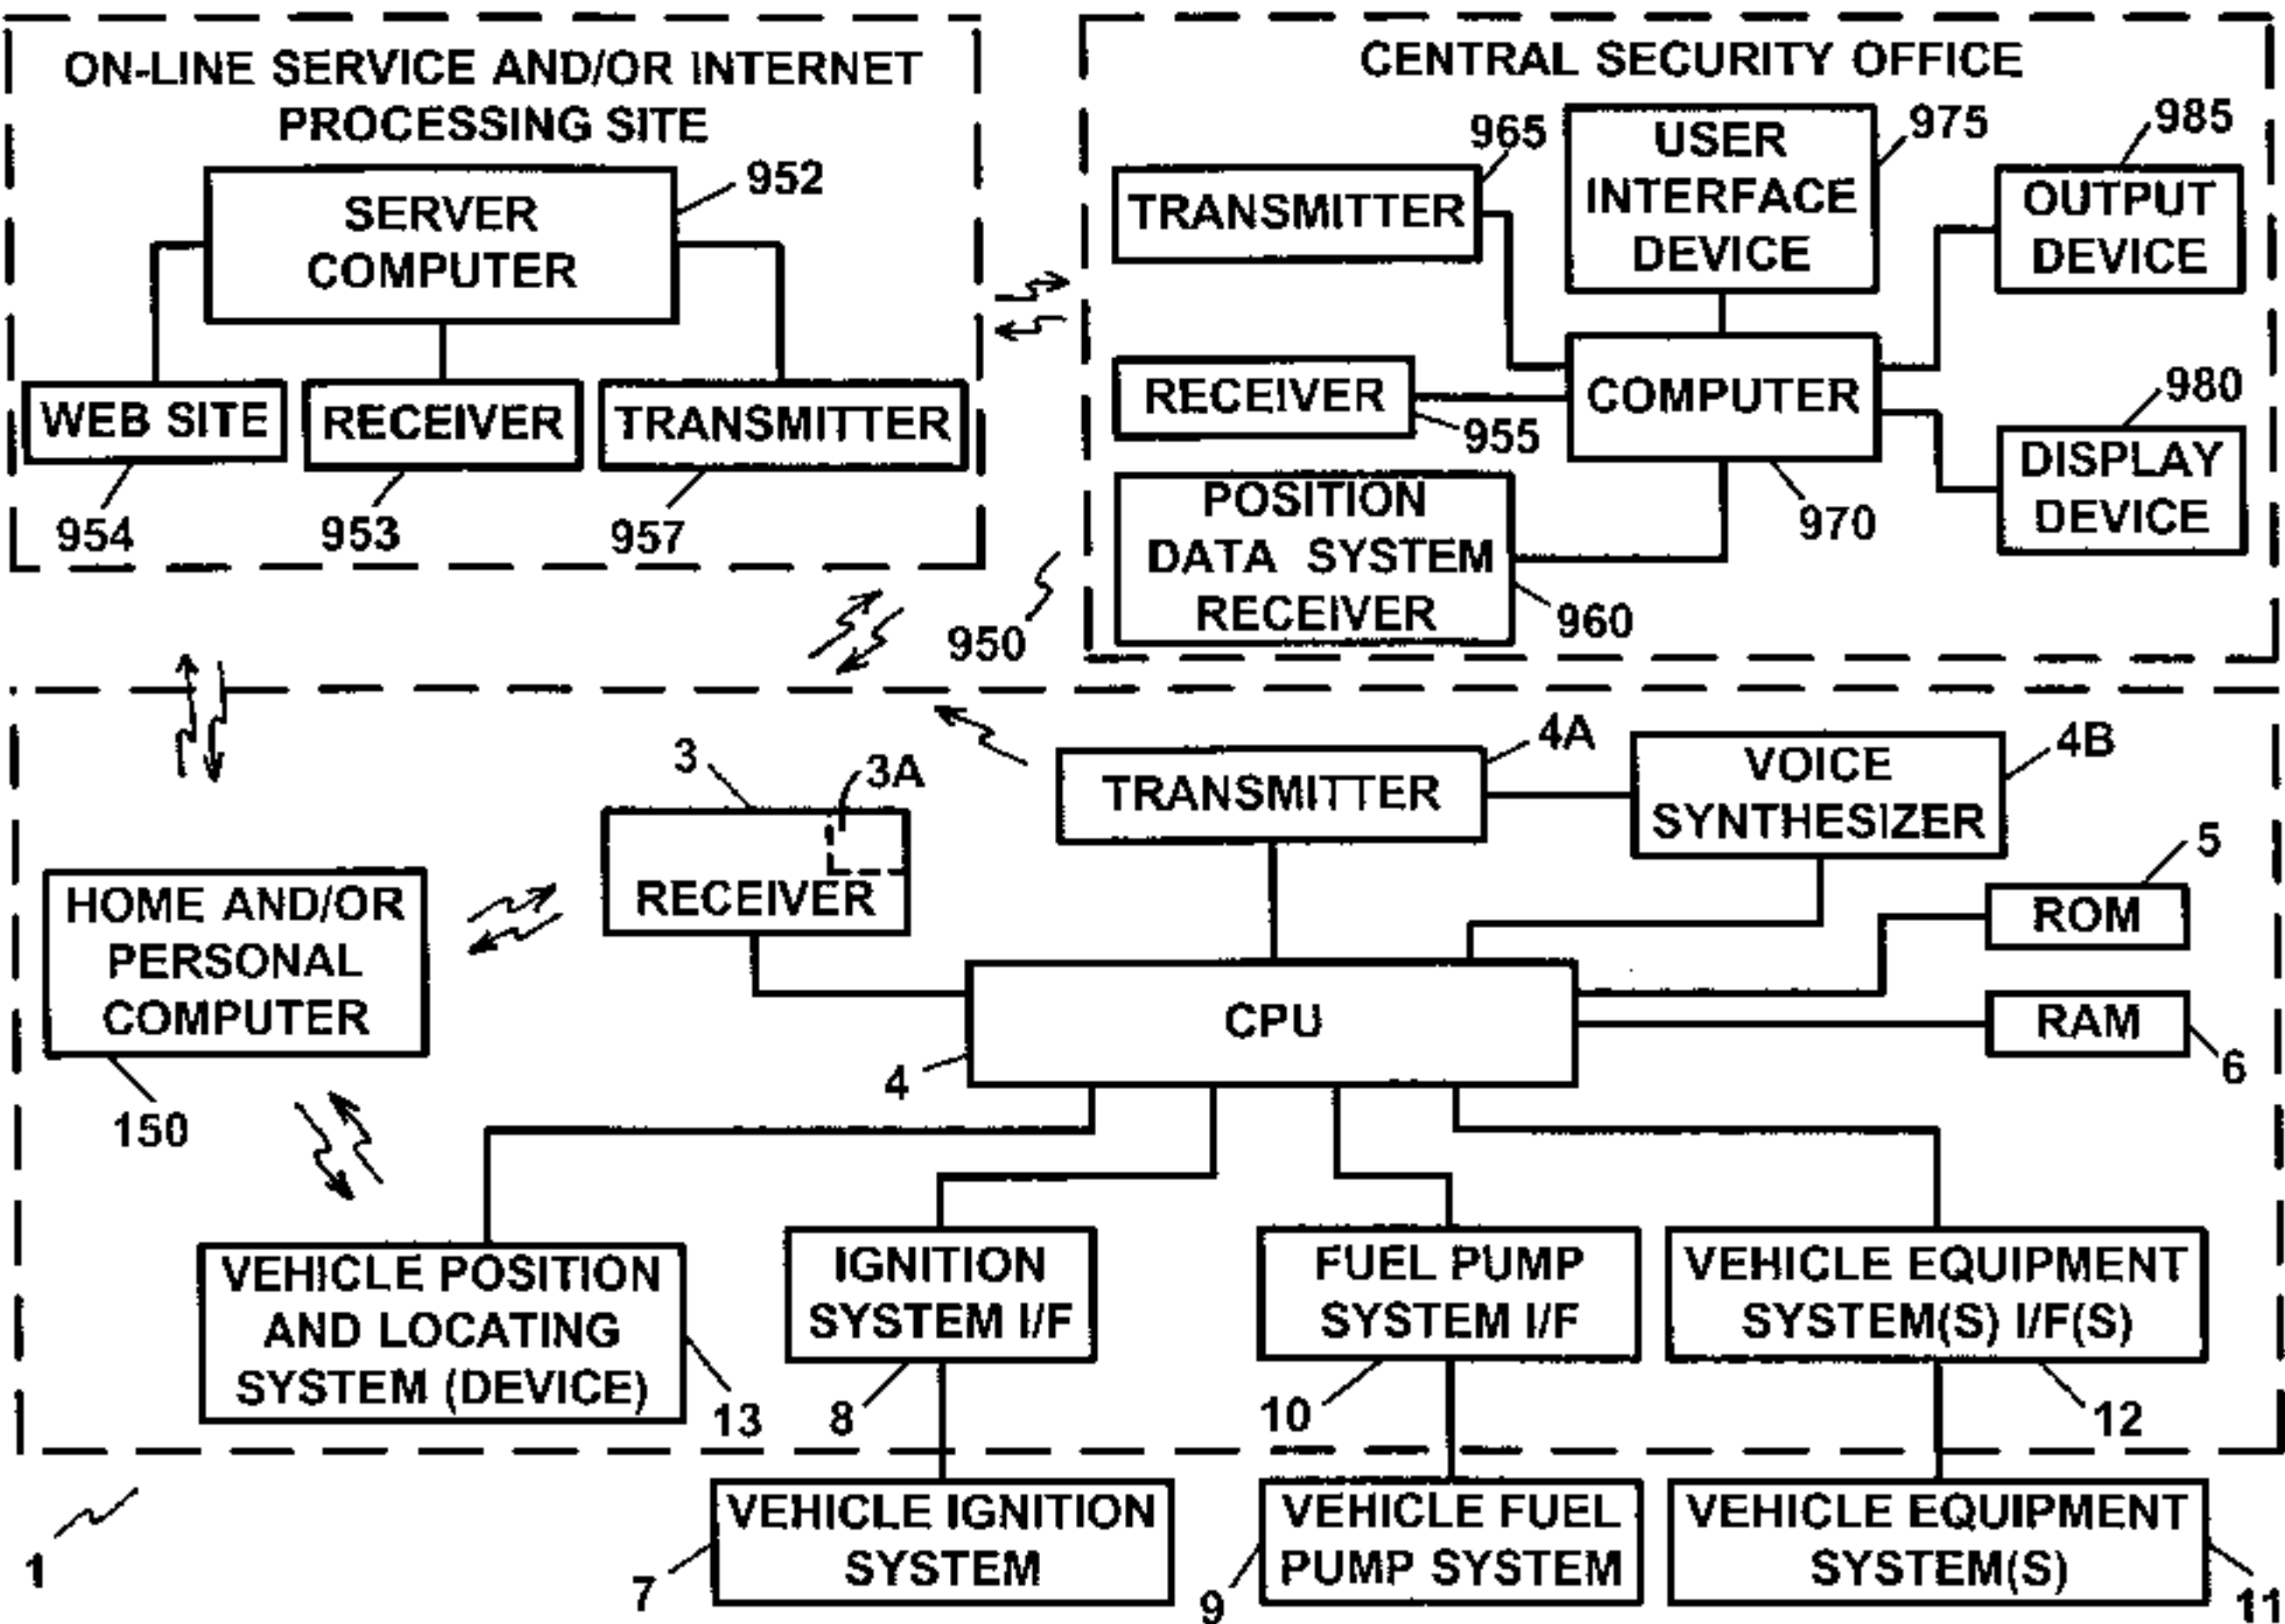 ON-LINE SERVICE AND/OR INTERNET
PROCESSING SITE
SERVER
COMPUTER
952
WEB SITE
RECEIVER
TRANSMITTER
954
953
957
CENTRAL SECURITY OFFICE
965
TRANSMITTER
USER
INTERFACE
DEVICE
975
985
OUTPUT
DEVICE
RECEIVER
955
COMPUTER
970
980
DISPLAY
DEVICE
POSITION
DATA SYSTEM
RECEIVER
960
950
3
3A
RECEIVER
TRANSMITTER
4A
VOICE
SYNTHESIZER
4B
HOME AND/OR
PERSONAL
COMPUTER
150
5
ROM
CPU
4
RAM
6
VEHICLE POSITION
AND LOCATING
SYSTEM (DEVICE)
13
IGNITION
SYSTEM I/F
8
FUEL PUMP
SYSTEM I/F
10
VEHICLE EQUIPMENT
SYSTEM(S) I/F(S)
12
1
VEHICLE IGNITION
SYSTEM
7
VEHICLE FUEL
PUMP SYSTEM
9
VEHICLE EQUIPMENT
SYSTEM(S)
11